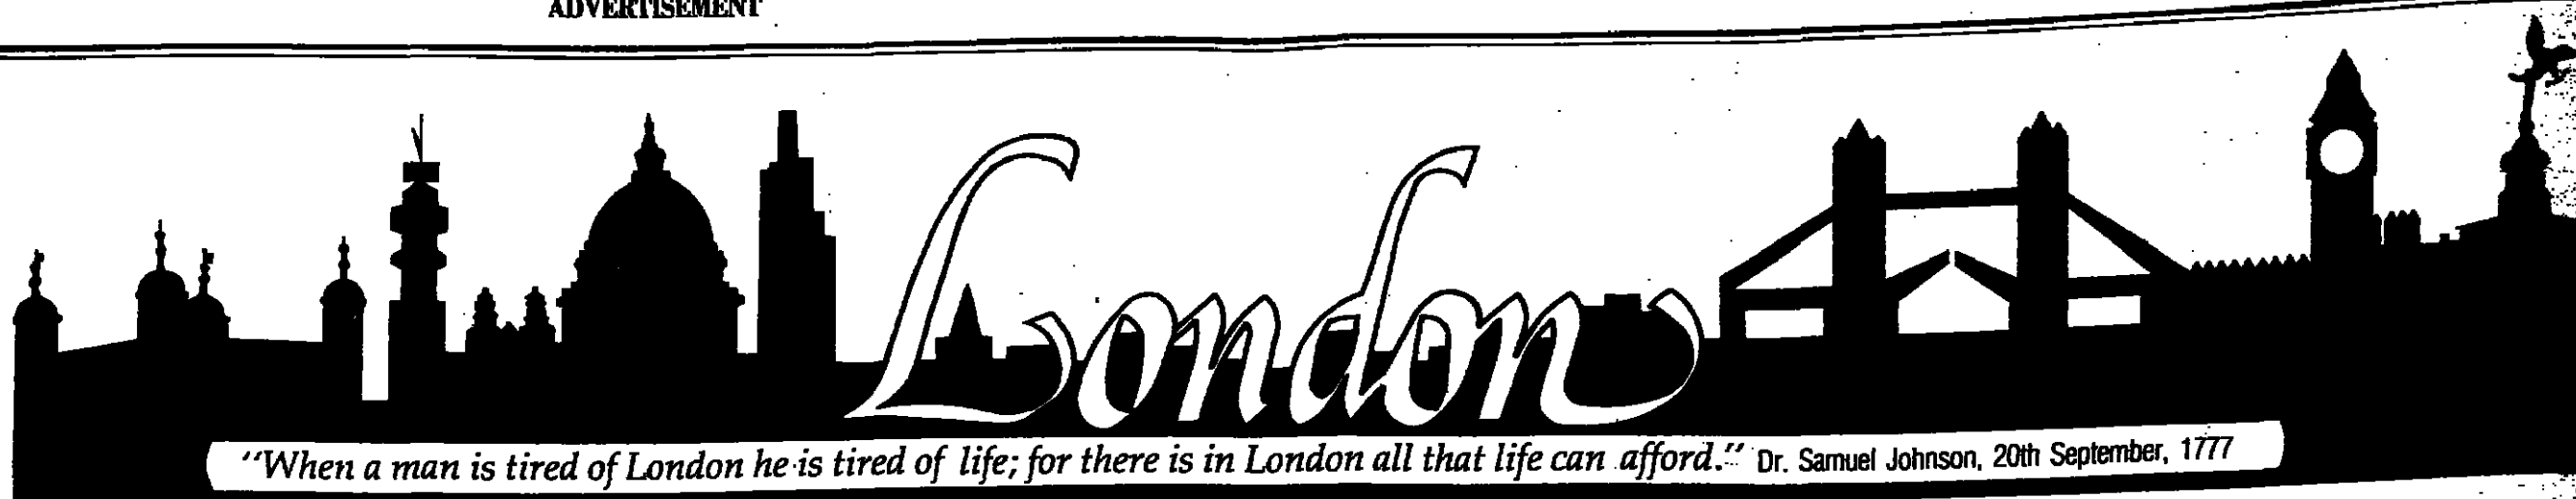 ADVERTISEMENT
London
"When a man is tired of London he is tired of life; for there is in London all that life can afford." Dr. Samuel Johnson, 20th September, 1777